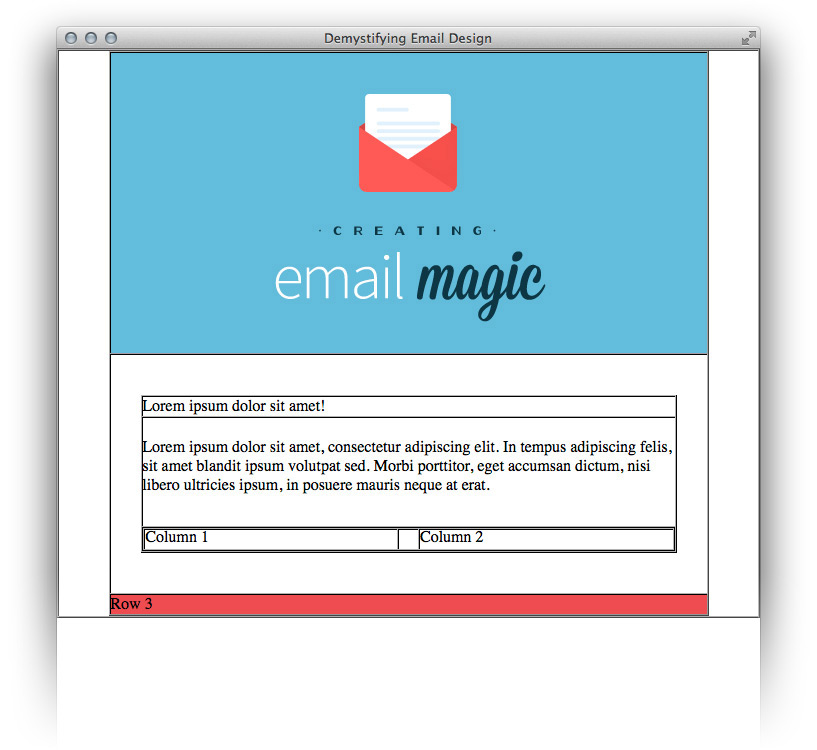 Demystifying Email Design
· CREATING ·
email magic
Lorem ipsum dolor sit amet!
Lorem ipsum dolor sit amet, consectetur adipiscing elit. In tempus adipiscing felis,
sit amet blandit ipsum volutpat sed. Morbi porttitor, eget accumsan dictum, nisi
libero ultricies ipsum, in posuere mauris neque at erat.
Column 1 Column 2
Row 3